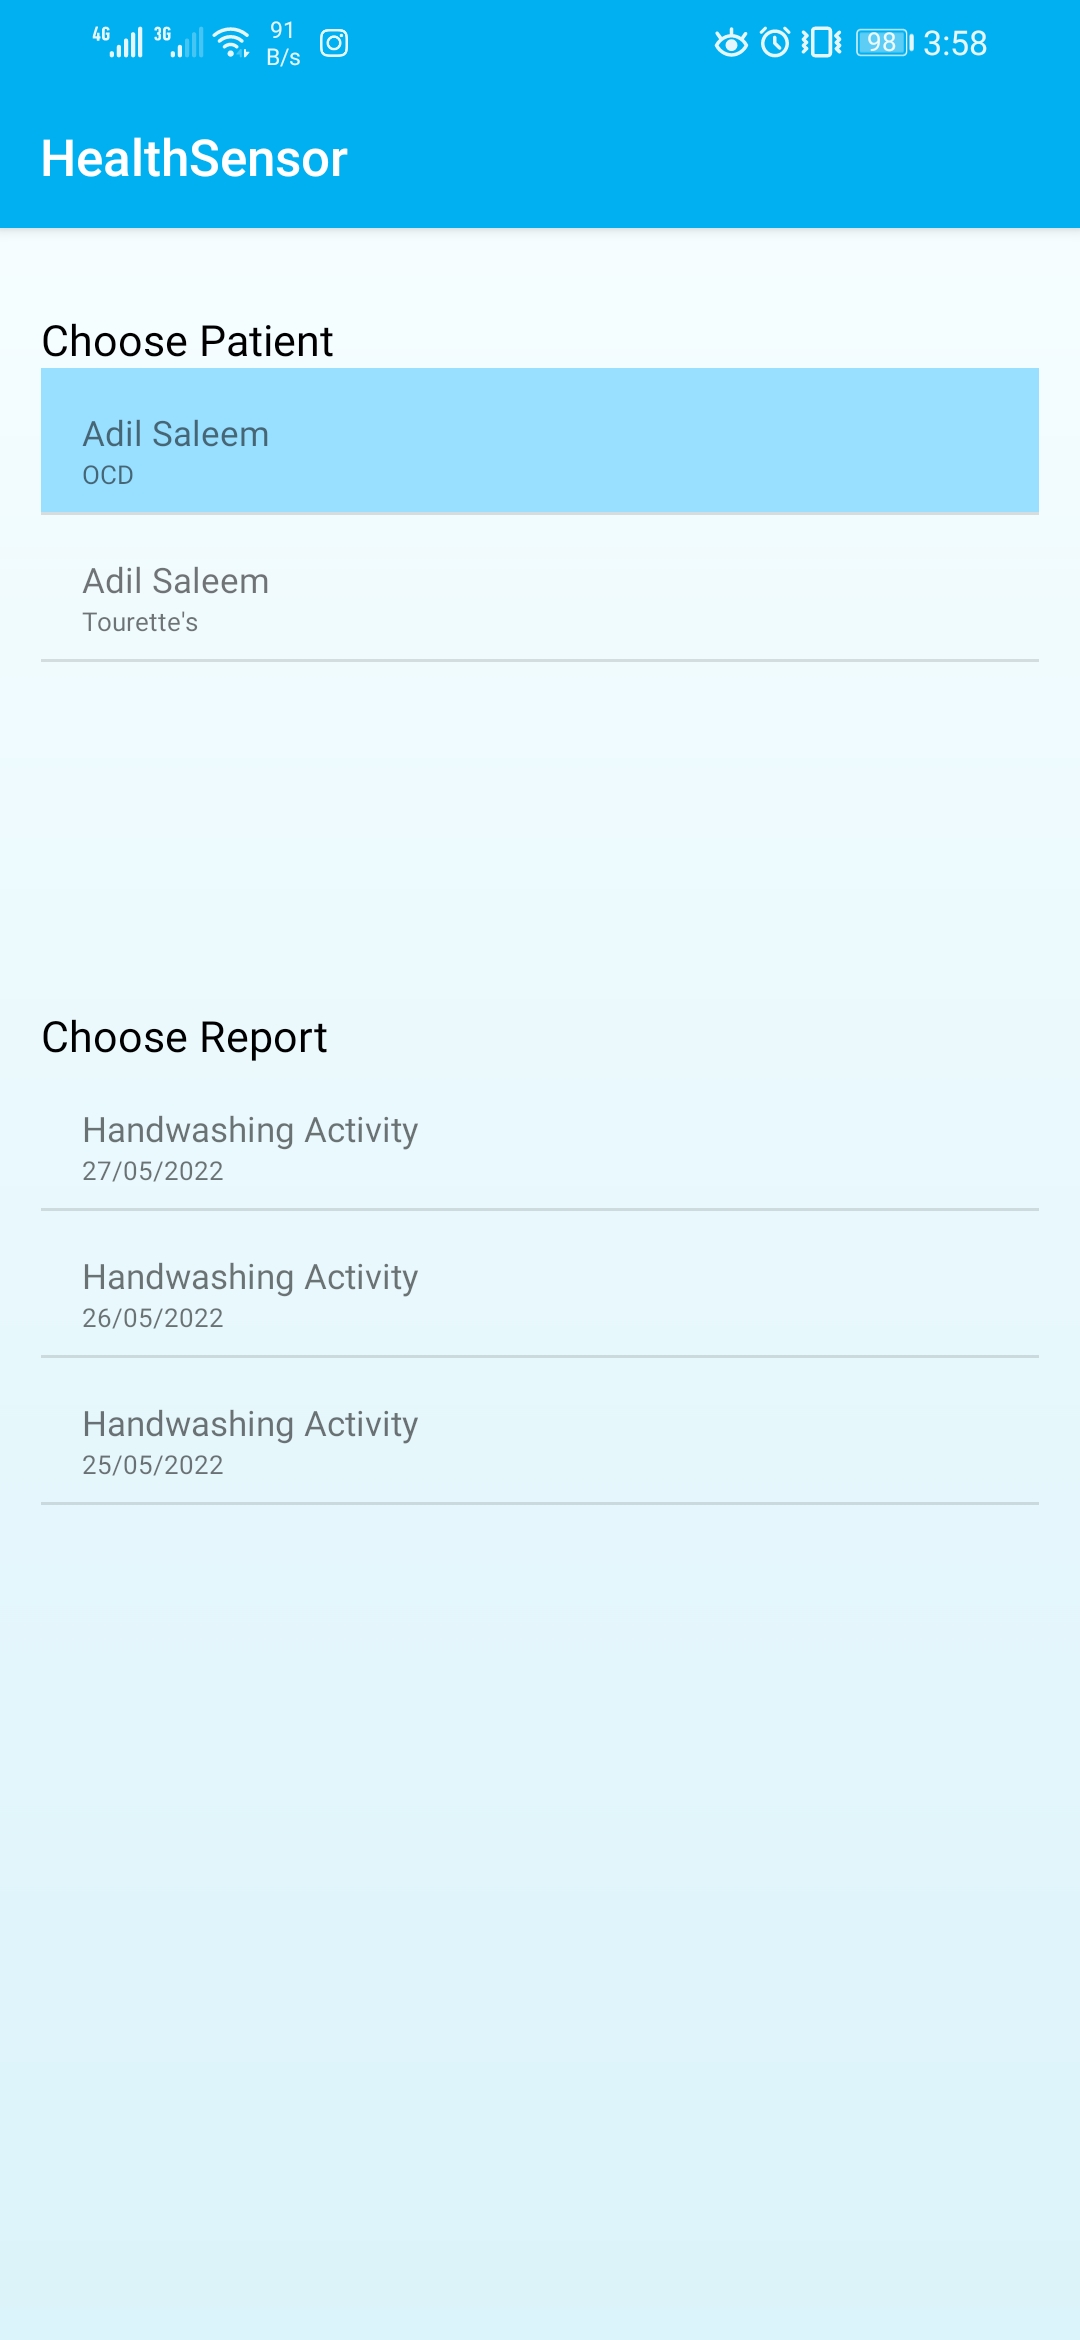 4G 3G 91 B/s 98 3:58
HealthSensor
Choose Patient
Adil Saleem
OCD
Adil Saleem
Tourette's
Choose Report
Handwashing Activity
27/05/2022
Handwashing Activity
26/05/2022
Handwashing Activity
25/05/2022